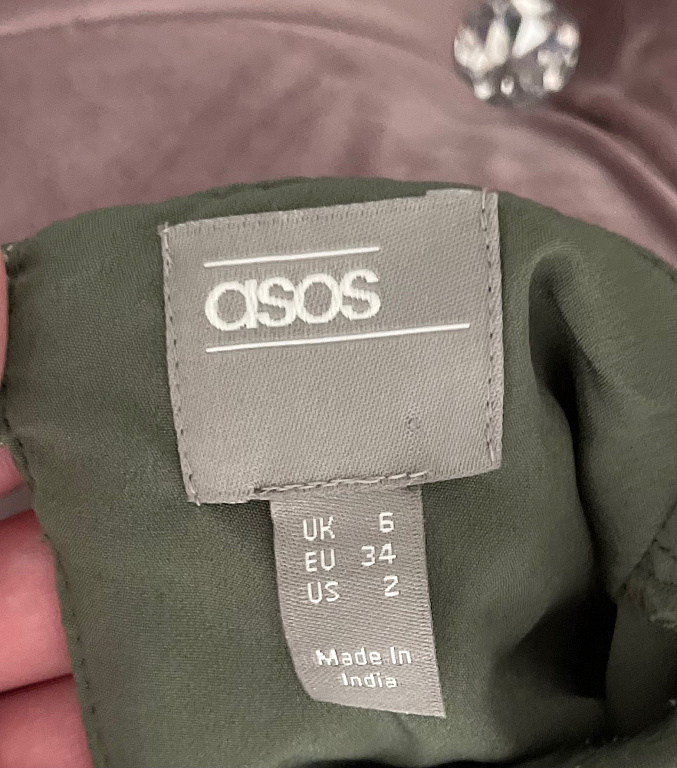 asos
UK 6
EU 34
US 2
Made In
India